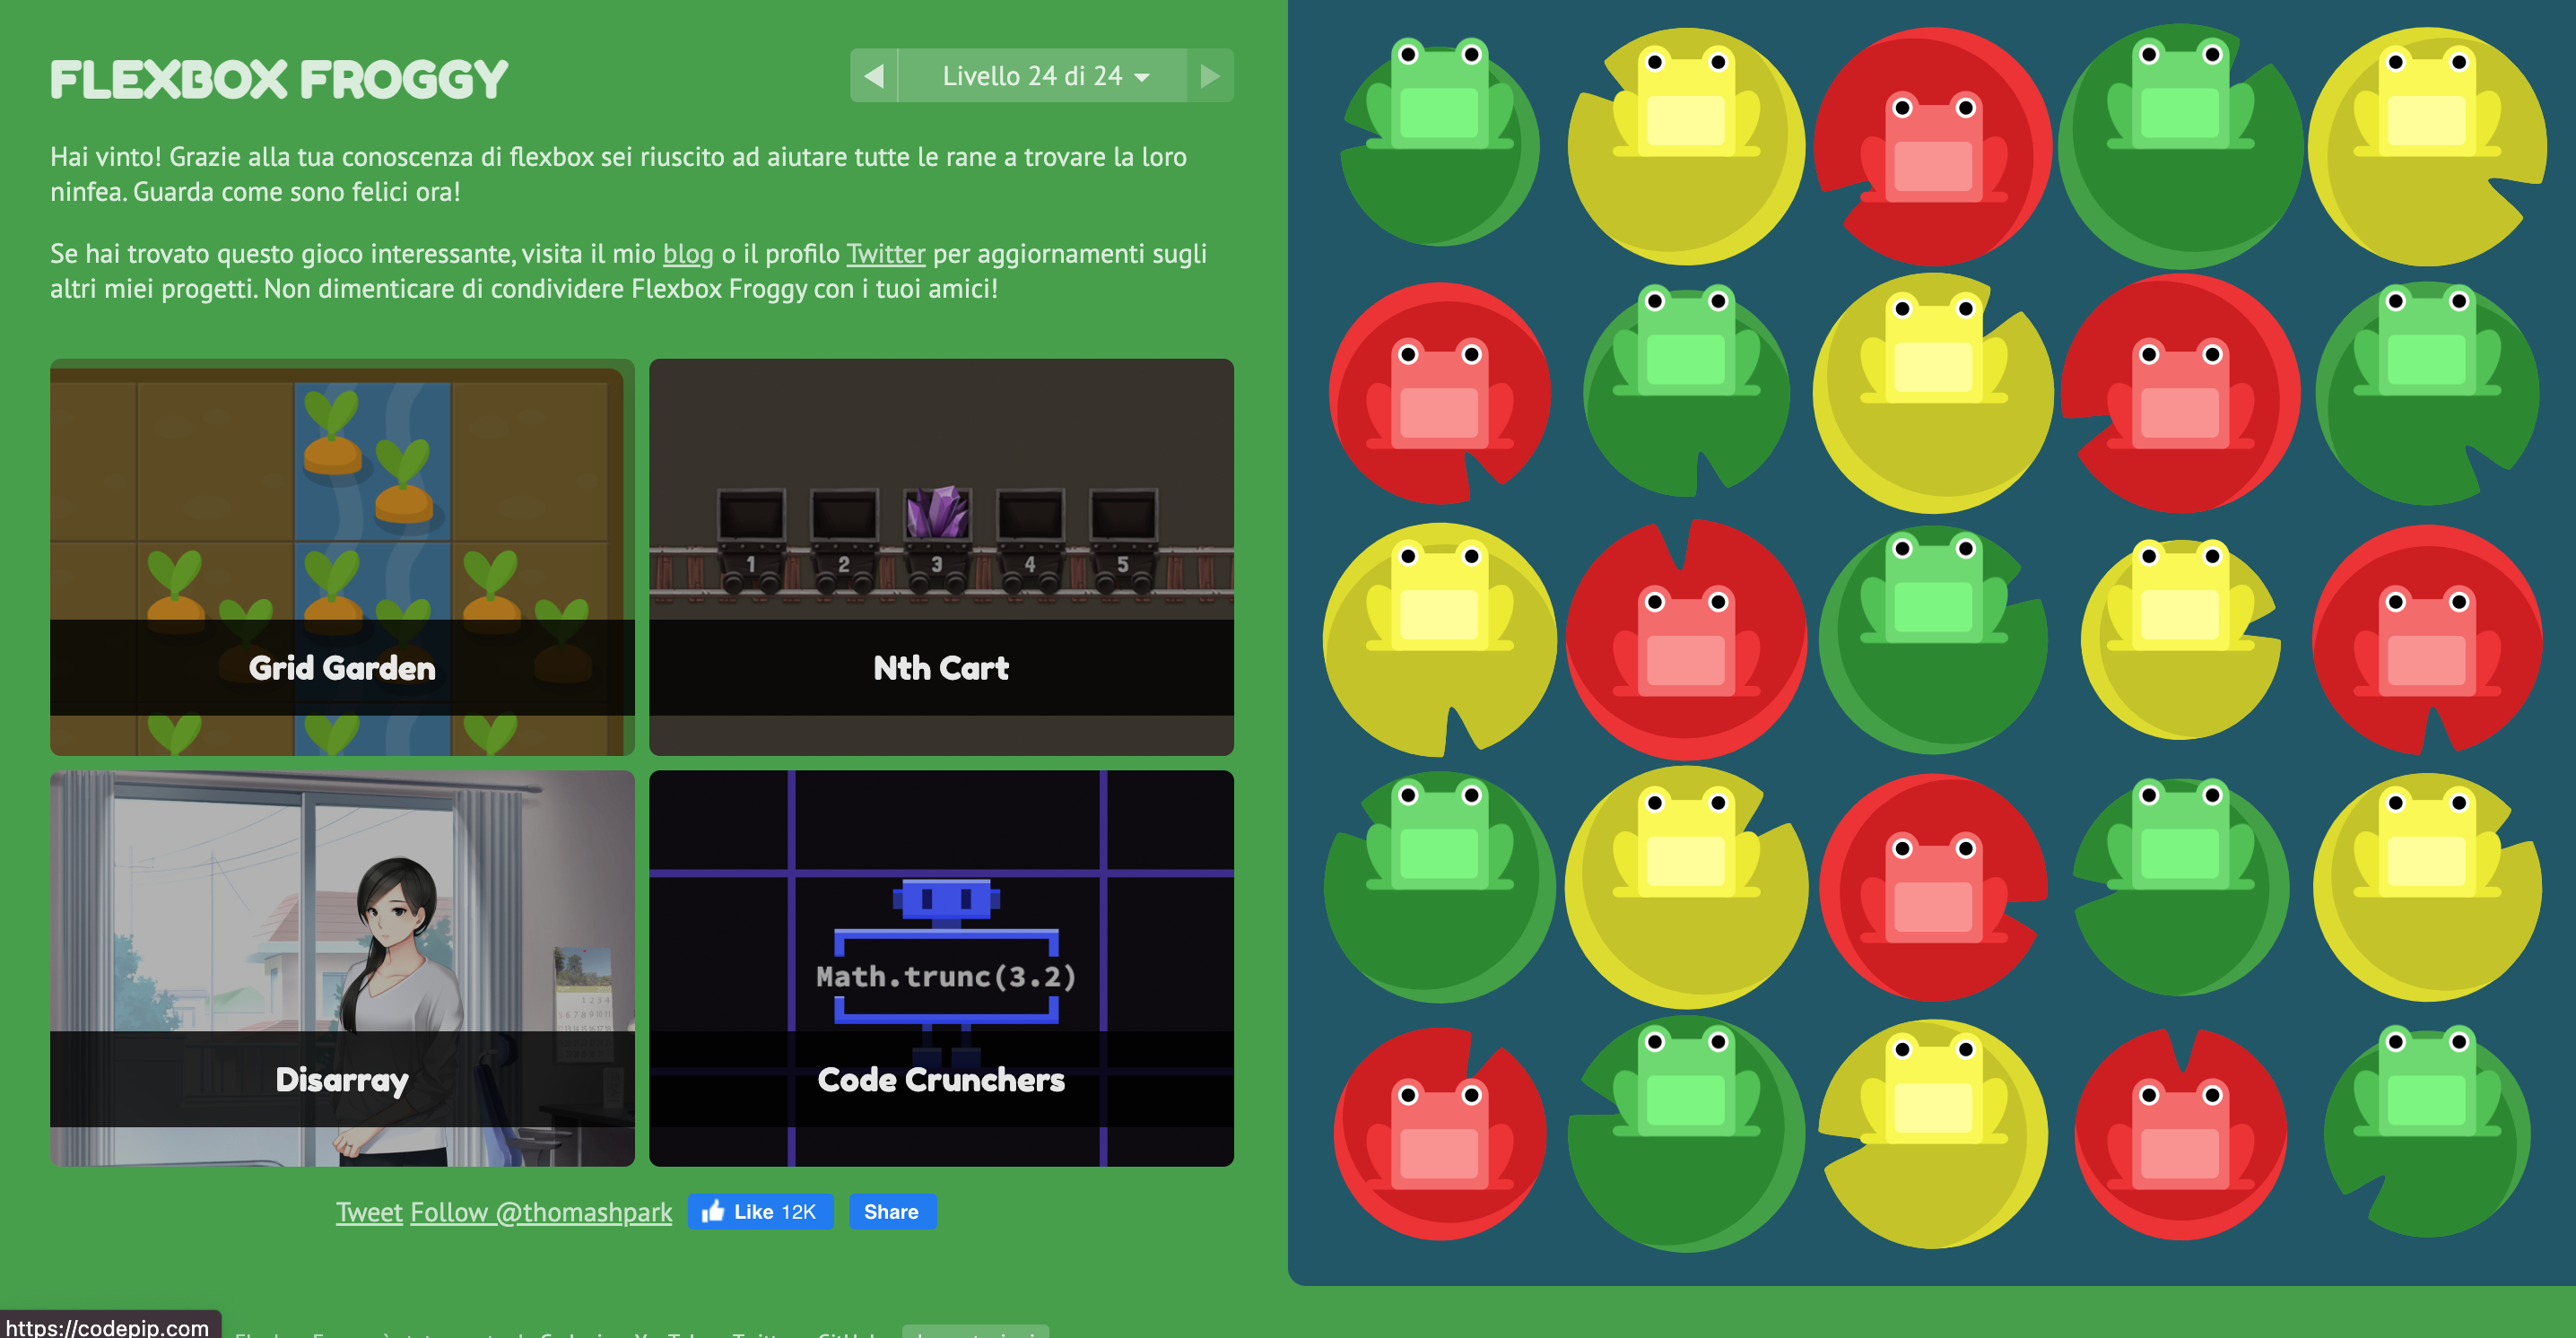 FLEXBOX FROGGY
Livello 24 di 24
Hai vinto! Grazie alla tua conoscenza di flexbox sei riuscito ad aiutare tutte le rane a trovare la loro
ninfea. Guarda come sono felici ora!
Se hai trovato questo gioco interessante, visita il mio blog o il profilo Twitter per aggiornamenti sugli
altri miei progetti. Non dimenticare di condividere Flexbox Froggy con i tuoi amici!
1 2 3 4 5
Grid Garden
Nth Cart
Math.trunc(3.2)
Disarray
Code Crunchers
Tweet Follow @thomashpark Like 12K Share
https://codepip.com